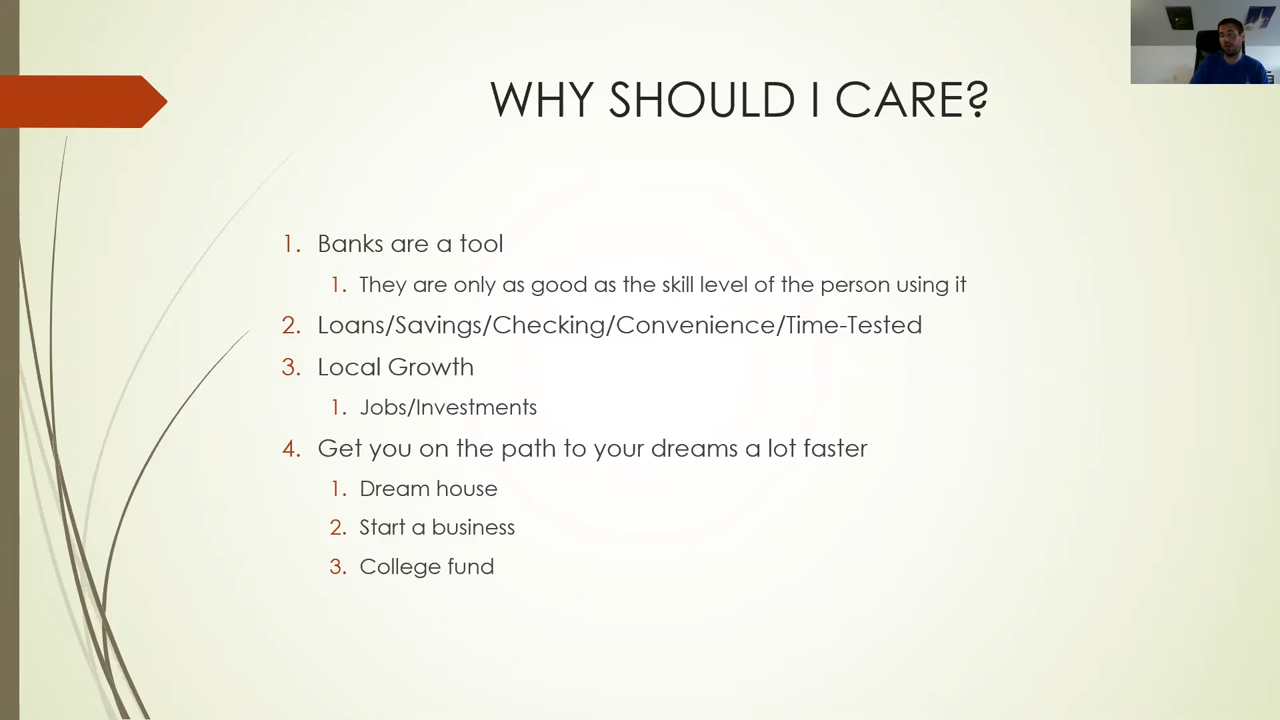 WHY SHOULD I CARE?
1. Banks are a tool
1. They are only as good as the skill level of the person using it
2. Loans/Savings/Checking/Convenience/Time-Tested
3. Local Growth
1. Jobs/Investments
4. Get you on the path to your dreams a lot faster
1. Dream house
2. Start a business
3. College fund